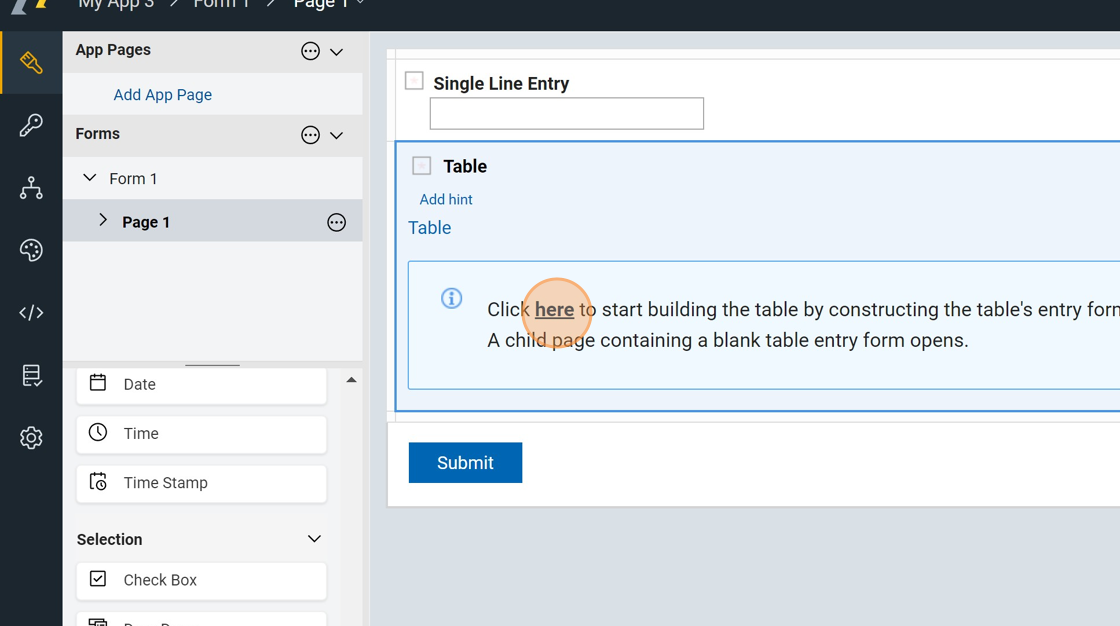 My App 3 > Form 1 > Page 1
App Pages
Add App Page
Forms
Form 1
Page 1
Date
Time
Time Stamp
Selection
Check Box
Single Line Entry
Table
Add hint
Table
Click here to start building the table by constructing the table's entry form
A child page containing a blank table entry form opens.
Submit